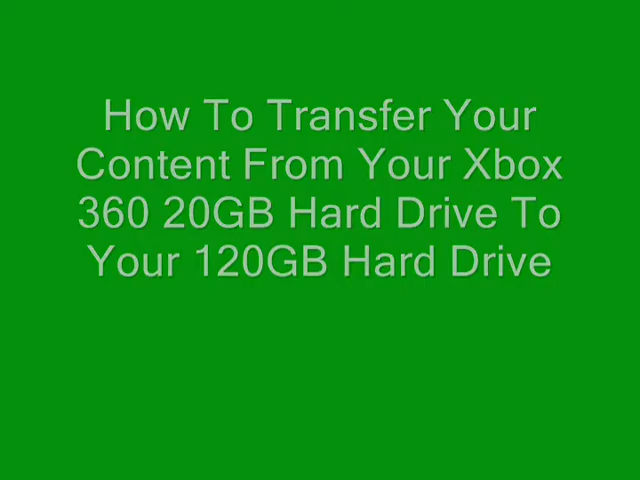 How To Transfer Your
Content From Your Xbox
360 20GB Hard Drive To
Your 120GB Hard Drive